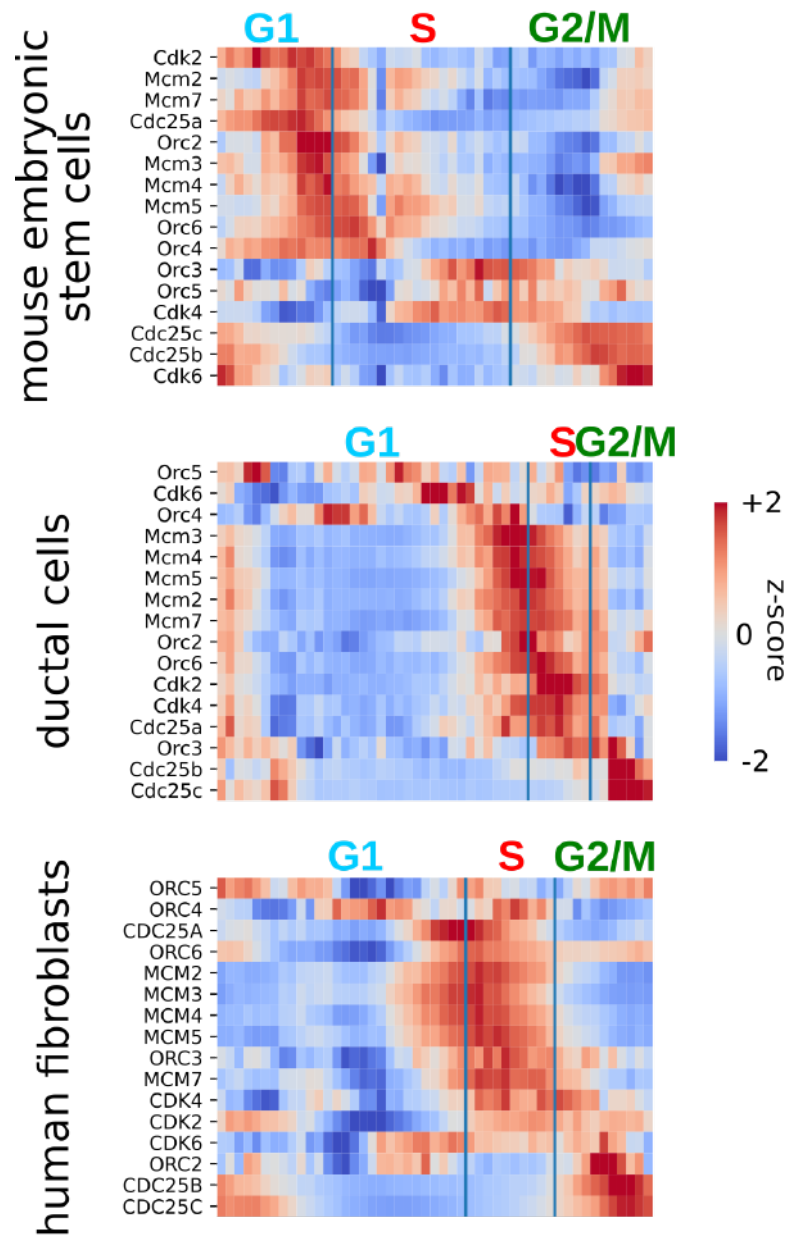 G1 S G2/M
mouse embryonic
stem cells
Cdk2
Mcm2
Mcm7
Cdc25a
Orc2
Mcm3
Mcm4
Mcm5
Orc6
Orc4
Orc3
Orc5
Cdk4
Cdc25c
Cdc25b
Cdk6
G1 S G2/M
ductal cells
Orc5
Cdk6
Orc4
Mcm3
Mcm4
Mcm5
Mcm2
Mcm7
Orc2
Orc6
Cdk2
Cdk4
Cdc25a
Orc3
Cdc25b
Cdc25c
+2
0
-2
z-score
G1 S G2/M
human fibroblasts
ORC5
ORC4
CDC25A
ORC6
MCM2
MCM3
MCM4
MCM5
ORC3
MCM7
CDK4
CDK2
CDK6
ORC2
CDC25B
CDC25C